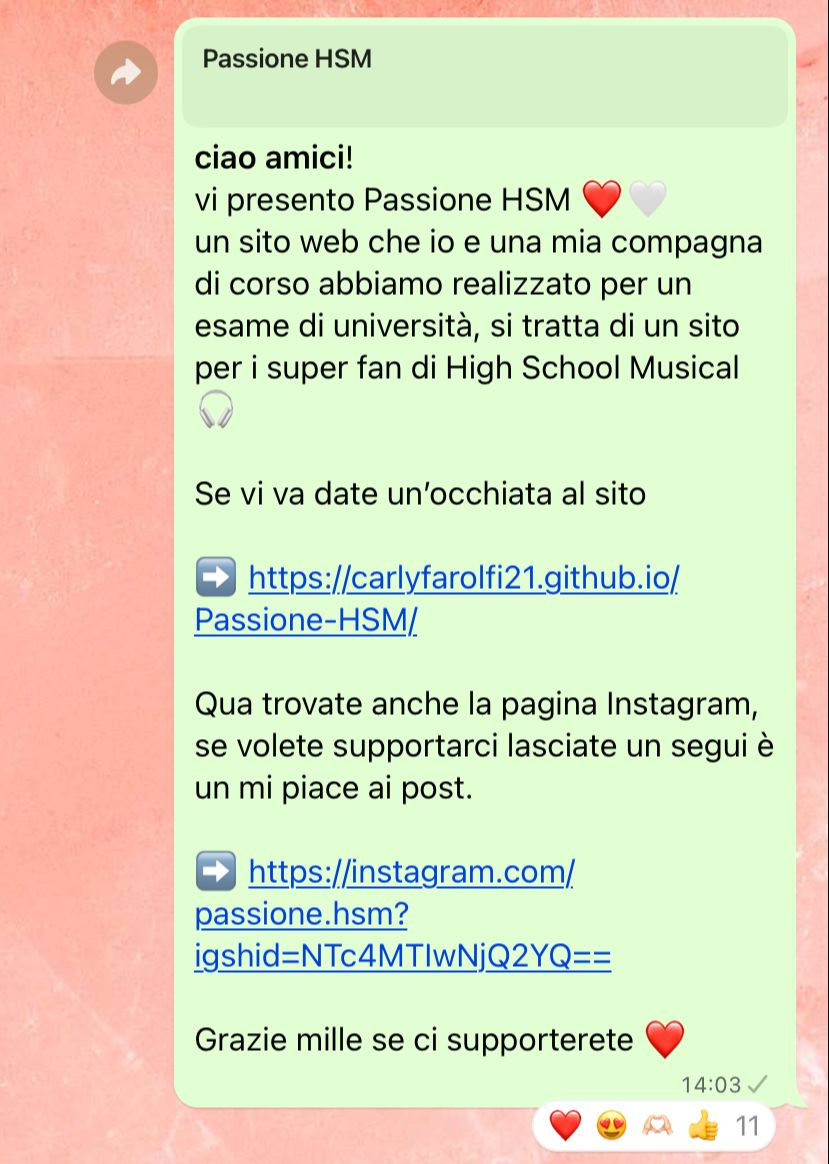 Passione HSM
ciao amici!
vi presento Passione HSM ❤️🤍
un sito web che io e una mia compagna
di corso abbiamo realizzato per un
esame di università, si tratta di un sito
per i super fan di High School Musical
🎧
Se vi va date un’occhiata al sito
➡️ https://carlyfarolfi21.github.io/
Passione-HSM/
Qua trovate anche la pagina Instagram,
se volete supportarci lasciate un segui è
un mi piace ai post.
➡️ https://instagram.com/
passione.hsm?
igshid=NTc4MTIwNjQ2YQ==
Grazie mille se ci supporterete ❤️
14:03
❤️😍🫶🏻👍 11